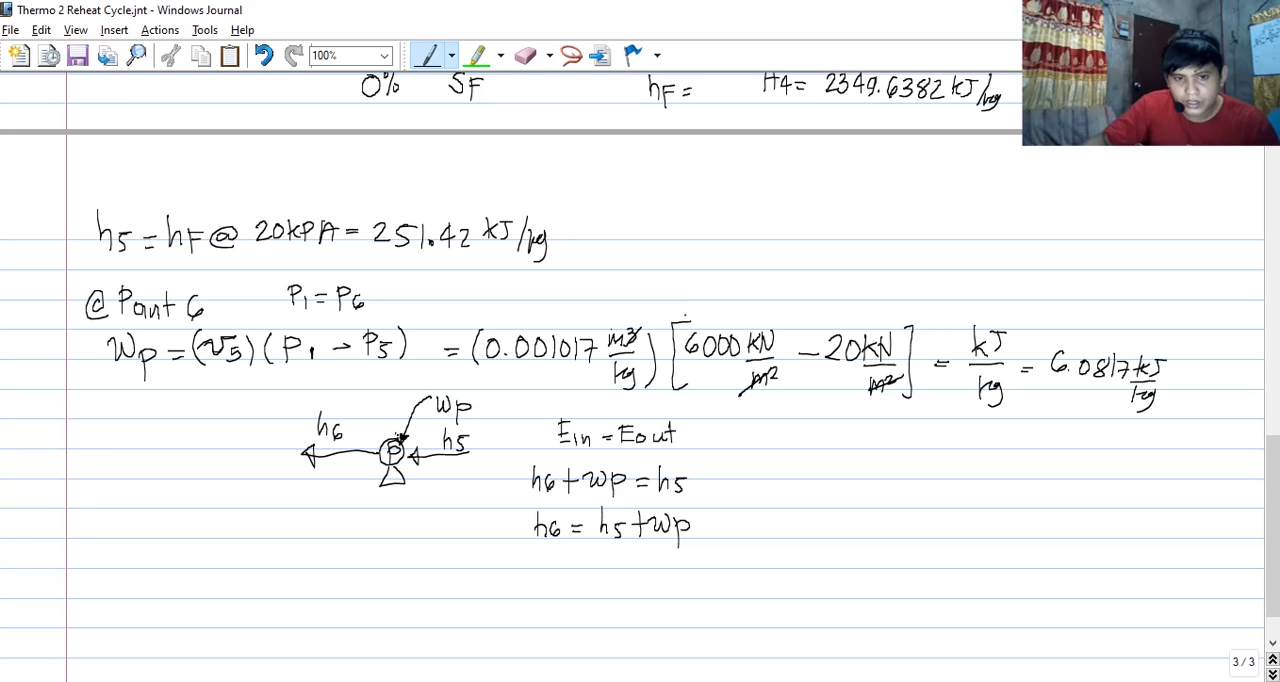 Thermo 2 Reheat Cycle.jnt - Windows Journal
File Edit View Insert Actions Tools Help
100%
0% SF hF = H4= 2349.6382 kJ/kg
h5 = hF @ 20kPA = 251.42 kJ/kg
@ Point 6 P1 = P6
Wp = (v5)(P1 - P5) = (0.001017 m3/kg) [6000 KN/m2 - 20KN/m2] = kJ/kg = 6.0817 kJ/kg
h6 P wp h5
Ein = Eout
h6 + wp = h5
h6 = h5 + wp
3 / 3